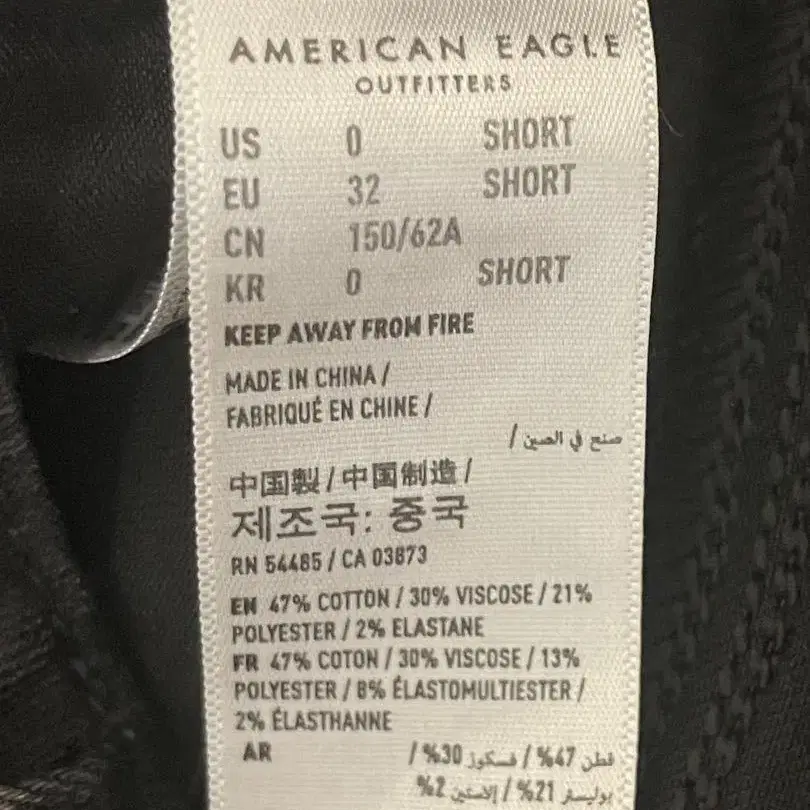 AMERICAN EAGLE
OUTFITTERS
US 0 SHORT
EU 32 SHORT
CN 150/62A
KR 0 SHORT
KEEP AWAY FROM FIRE
MADE IN CHINA /
FABRIQUÉ EN CHINE /
صنع في الصين /
中国製 / 中国制造 /
제조국: 중국
RN 54485 / CA 03873
EN 47% COTTON / 30% VISCOSE / 21%
POLYESTER / 2% ELASTANE
FR 47% COTON / 30% VISCOSE / 13%
POLYESTER / 8% ÉLASTOMULTIESTER /
2% ÉLASTHANNE
AR قطن 47% / فسكوز 30% /
بوليستر 21% / إلاستين 2%